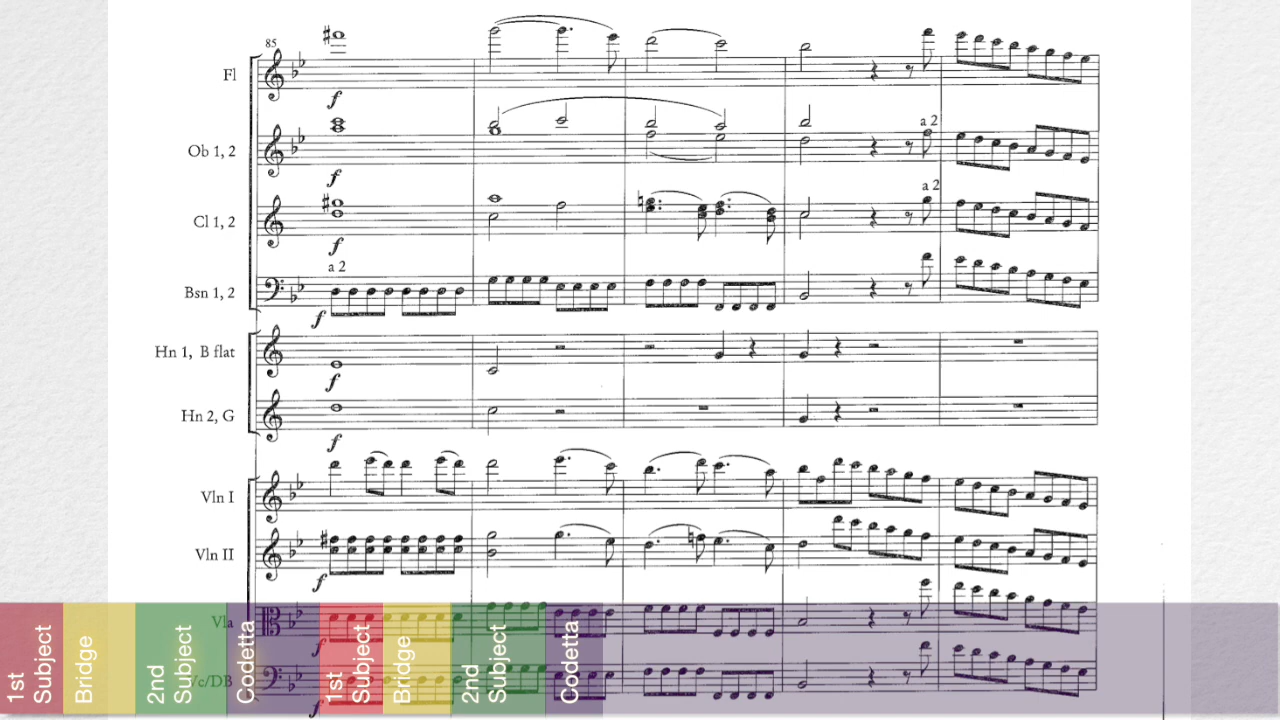 85
Fl
f
a 2
Ob 1, 2
f
a 2
Cl 1, 2
f
a 2
Bsn 1, 2
f
Hn 1, B flat
f
Hn 2, G
f
Vln I
Vln II
f
Vla
f
Vc/DB
f
1st
Subject
Bridge
2nd
Subject
Codetta
1st
Subject
Bridge
2nd
Subject
Codetta